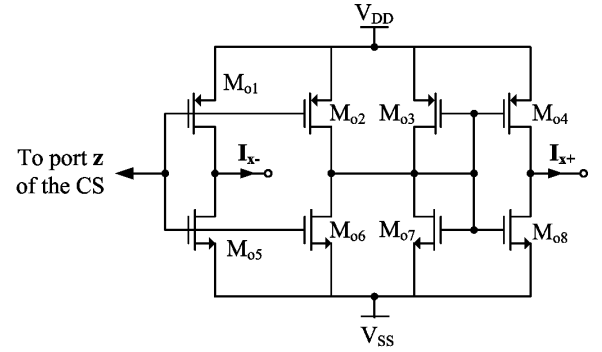 V_DD
M_o1
M_o2
M_o3
M_o4
To port z
of the CS
I_x-
I_x+
M_o5
M_o6
M_o7
M_o8
V_SS